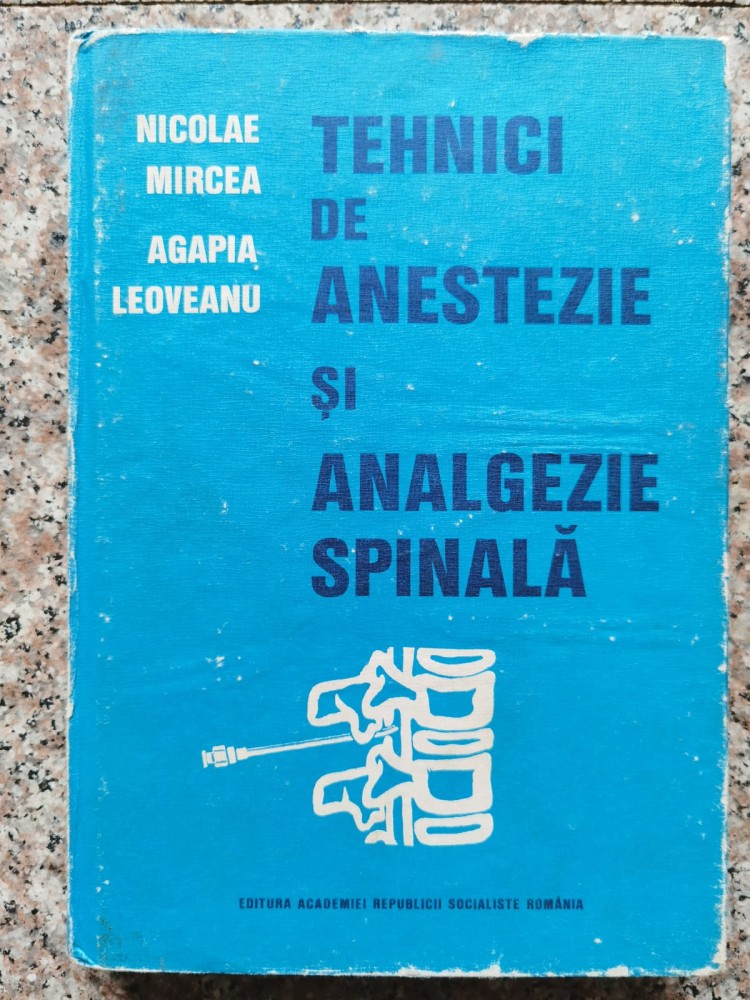 NICOLAE
MIRCEA
AGAPIA
LEOVEANU
TEHNICI
DE
ANESTEZIE
ȘI
ANALGEZIE
SPINALĂ
EDITURA ACADEMIEI REPUBLICII SOCIALISTE ROMÂNIA